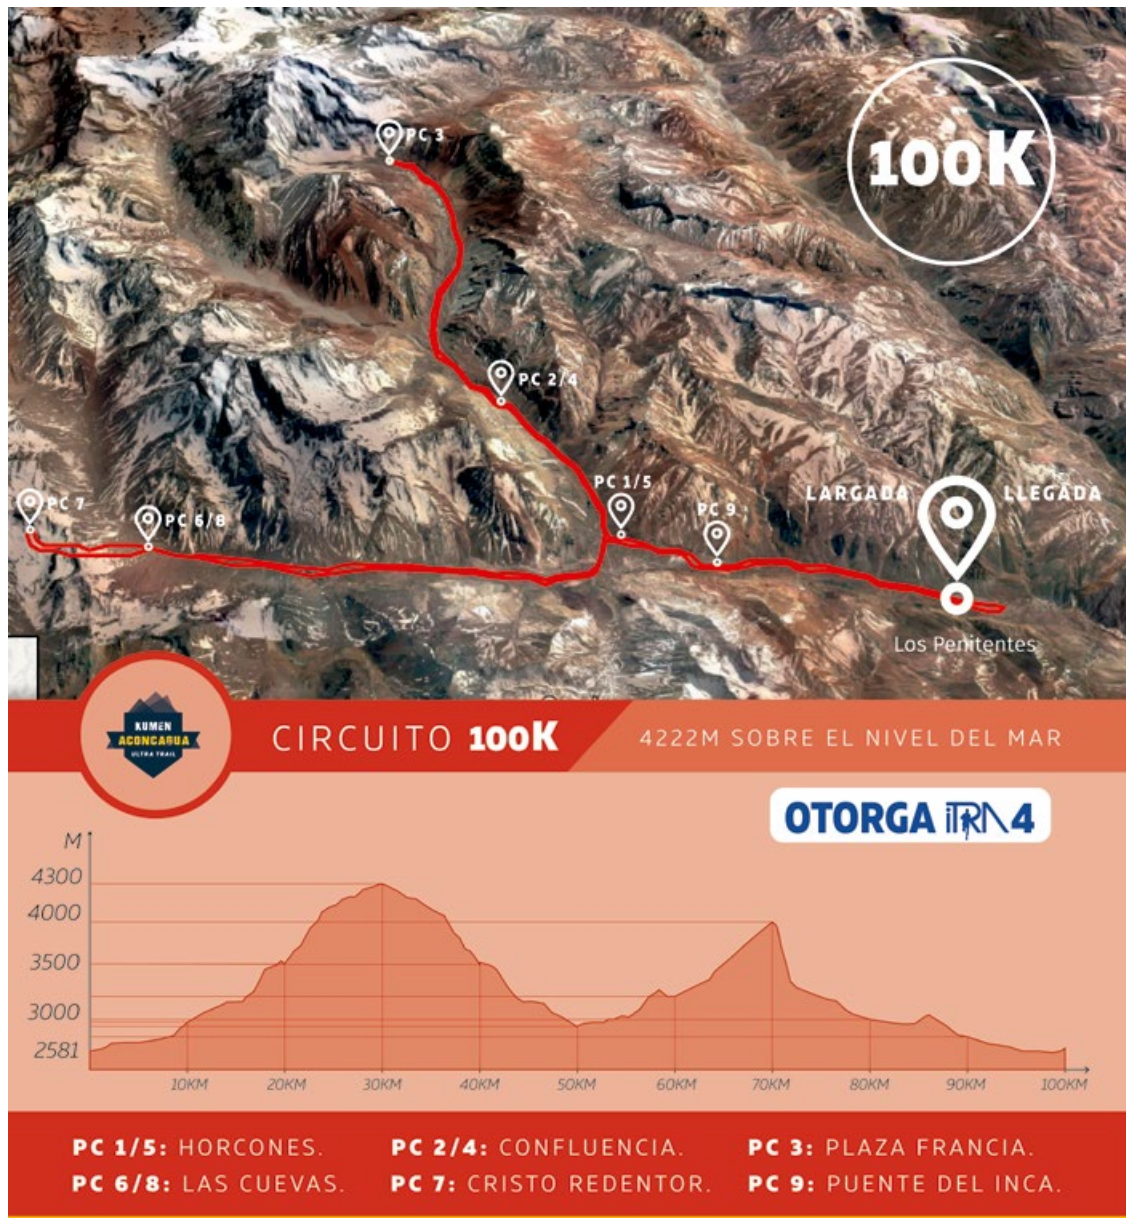 100K
PC 3
PC 2/4
PC 1/5
PC 7
PC 6/8
PC 9
LARGADA
LLEGADA
Los Penitentes
KUMEN
ACONCAGUA
ULTRA TRAIL
CIRCUITO 100K
4222M SOBRE EL NIVEL DEL MAR
OTORGA iTRA 4
M
4300
4000
3500
3000
2581
10KM 20KM 30KM 40KM 50KM 60KM 70KM 80KM 90KM 100KM
PC 1/5: HORCONES. PC 2/4: CONFLUENCIA. PC 3: PLAZA FRANCIA.
PC 6/8: LAS CUEVAS. PC 7: CRISTO REDENTOR. PC 9: PUENTE DEL INCA.